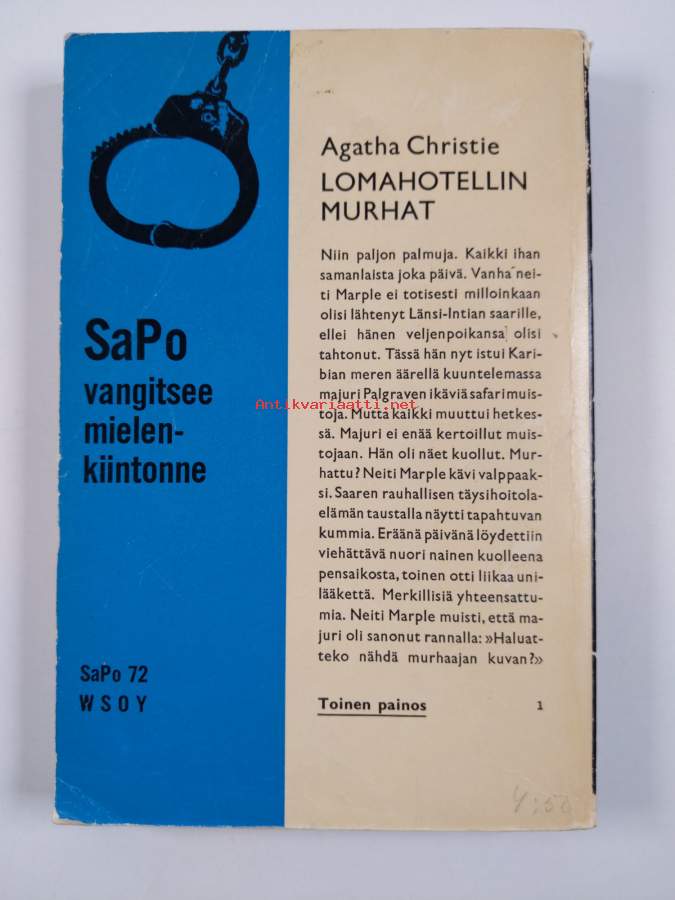 Agatha Christie
LOMAHOTELLIN
MURHAT
Niin paljon palmuja. Kaikki ihan
samanlaista joka päivä. Vanha nei-
ti Marple ei totisesti milloinkaan
olisi lähtenyt Länsi-Intian saarille,
ellei hänen veljenpoikansa olisi
tahtonut. Tässä hän nyt istui Kari-
bian meren äärellä kuuntelemassa
majuri Palgraven ikäviä safarimuis-
toja. Mutta kaikki muuttui hetkes-
sä. Majuri ei enää kertoillut muis-
tojaan. Hän oli näet kuollut. Mur-
hattu? Neiti Marple kävi valppaak-
si. Saaren rauhallisen täysihoitola-
elämän taustalla näytti tapahtuvan
kummia. Eräänä päivänä löydettiin
viehättävä nuori nainen kuolleena
pensaikosta, toinen otti liikaa uni-
lääkettä. Merkillisiä yhteensattu-
mia. Neiti Marple muisti, että ma-
juri oli sanonut rannalla: »Haluat-
teko nähdä murhaajan kuvan?»
Toinen painos 1
SaPo
vangitsee
mielen-
kiintonne
SaPo 72
WSOY
Antikvariaatti.net
4:50